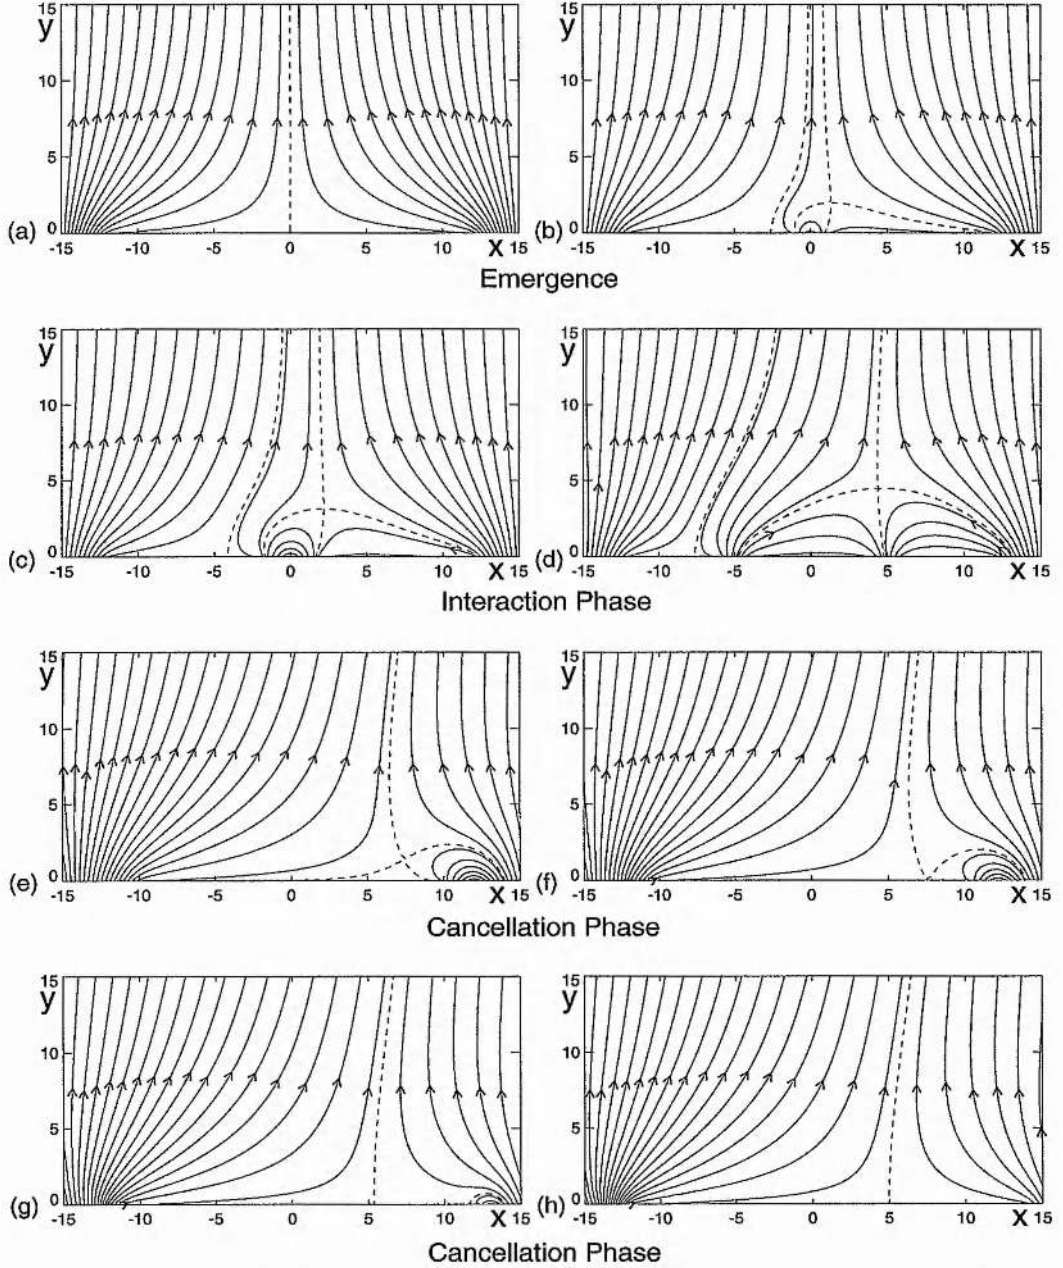 y 15 10 5 0
(a) -15 -10 -5 0 5 10 X 15
y 15 10 5 0
(b) -15 -10 -5 0 5 10 X 15
Emergence
y 15 10 5 0
(c) -15 -10 -5 0 5 10 X 15
y 15 10 5 0
(d) -15 -10 -5 0 5 10 X 15
Interaction Phase
y 15 10 5 0
(e) -15 -10 -5 0 5 10 X 15
y 15 10 5 0
(f) -15 -10 -5 0 5 10 X 15
Cancellation Phase
y 15 10 5 0
(g) -15 -10 -5 0 5 10 X 15
y 15 10 5 0
(h) -15 -10 -5 0 5 10 X 15
Cancellation Phase